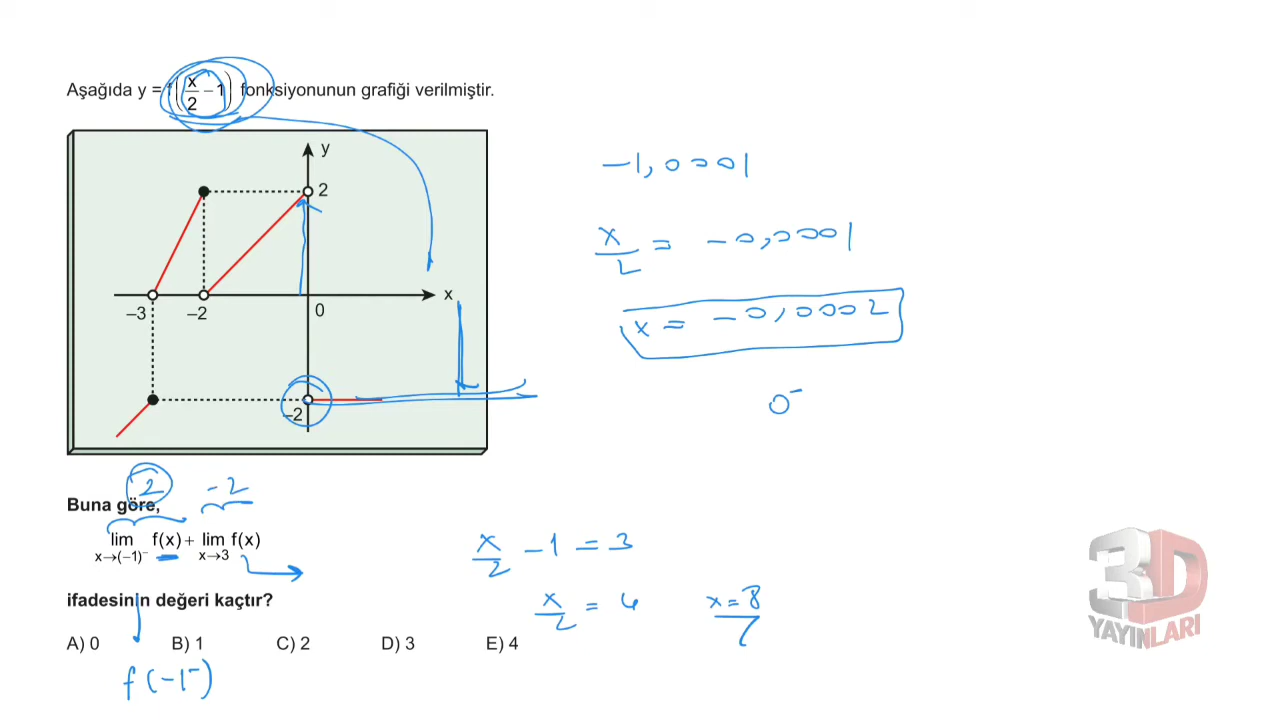 Aşağıda y = f(x/2 − 1) fonksiyonunun grafiği verilmiştir.
y
2
x
0
–3
–2
–2
−1,0001
x/2 = −0,0001
x = −0,0002
0⁻
2
−2
Buna göre,
lim x→(−1)⁻ f(x) + lim x→3 f(x)
ifadesinin değeri kaçtır?
A) 0 B) 1 C) 2 D) 3 E) 4
f(−1⁻)
x/2 − 1 = 3
x/2 = 4
x = 8
3D
YAYINLARI